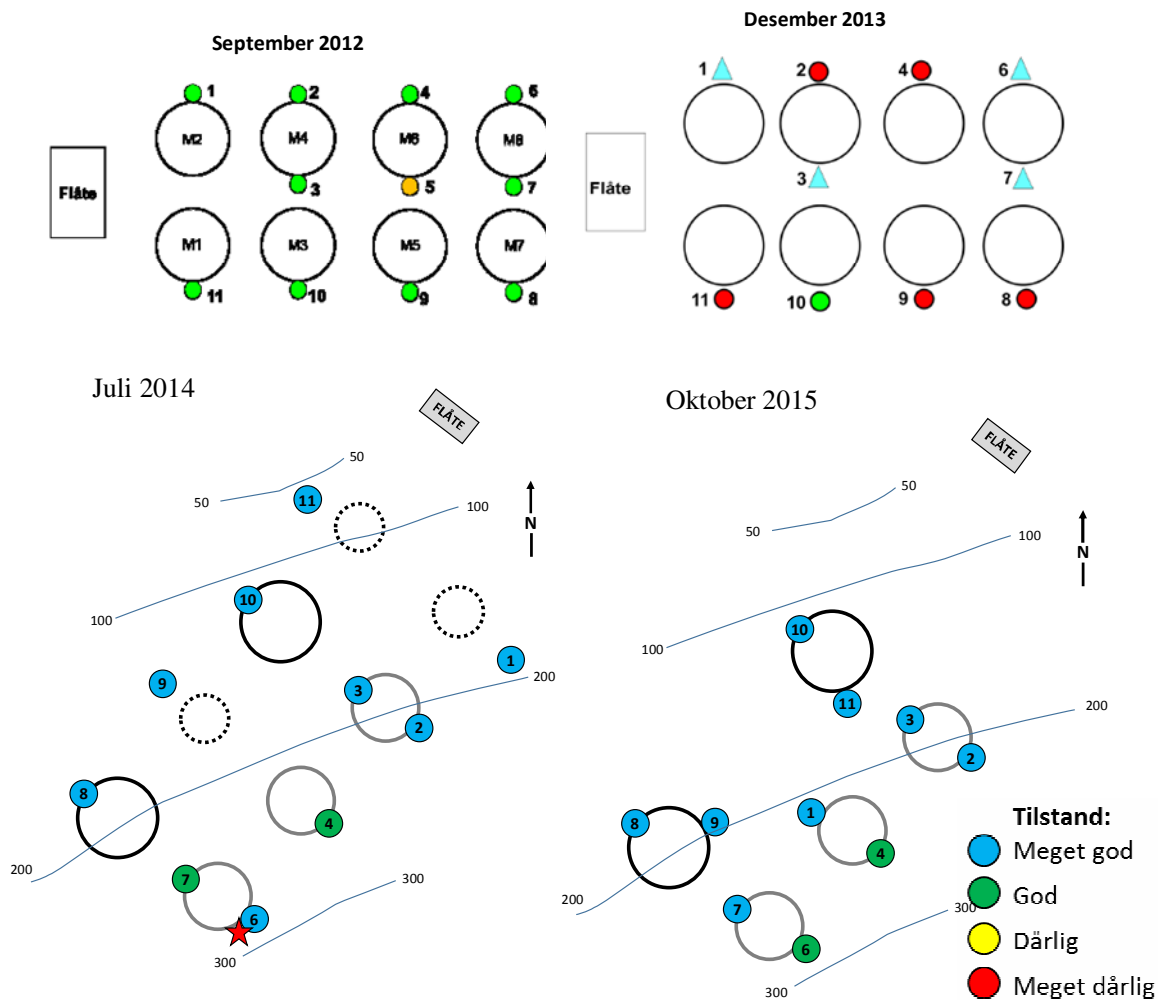 September 2012
1 2 4 6
M2 M4 M6 M8
Flåte
3 5 7
M1 M3 M5 M7
11 10 9 8
Desember 2013
1 2 4 6
3 7
Flåte
11 10 9 8
Juli 2014
FLÅTE
50
50
11
100
N
10
100
1
9
3
200
2
8
4
200
7
300
6
300
Oktober 2015
FLÅTE
50
50
100
N
10
100
11
200
3
2
1
8
9
4
200
7
300
6
300
Tilstand:
Meget god
God
Därlig
Meget dårlig